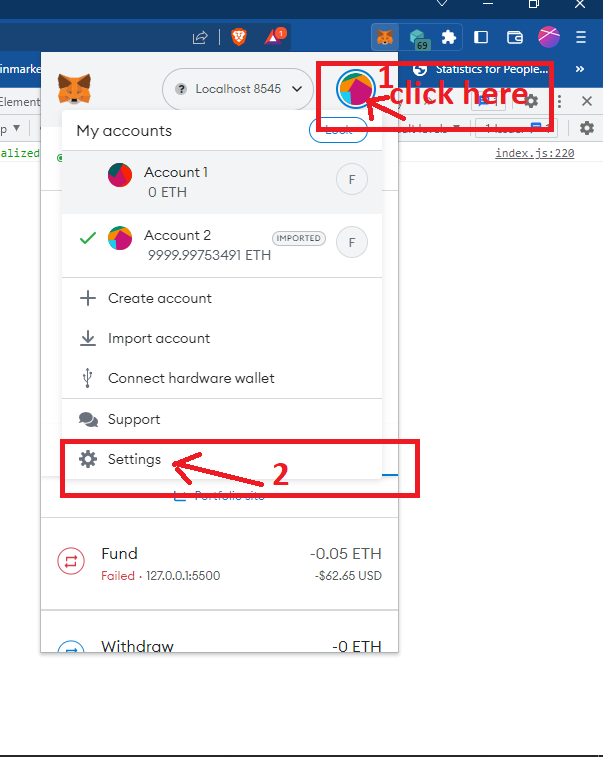 1
69
inmarke
Localhost 8545
1
click here
Statistics for People...
»
Element
My accounts
Lock
p ▼
1
alized
index.js:220
Account 1
0 ETH
F
Account 2
IMPORTED
9999.99753491 ETH
F
Create account
Import account
Connect hardware wallet
Support
Settings
2
Portfolio site
Fund
-0.05 ETH
Failed · 127.0.0.1:5500
-$62.65 USD
Withdraw
-0 ETH